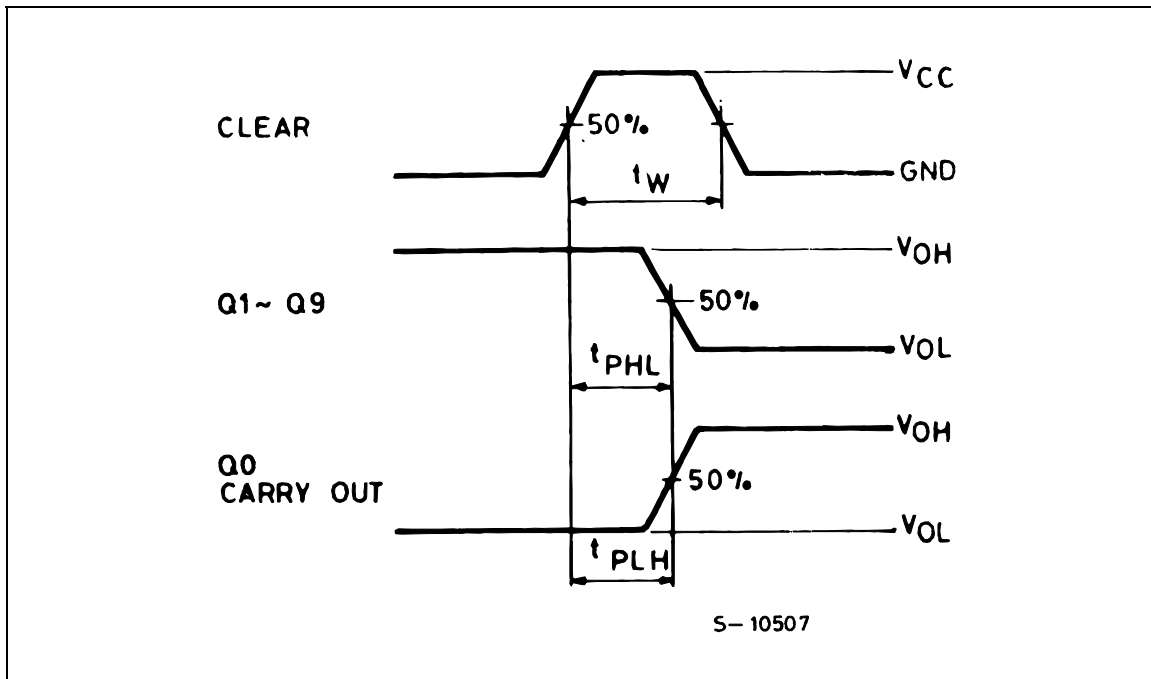 VCC
CLEAR
50%
GND
tW
VOH
Q1~ Q9
50%
VOL
tPHL
VOH
Q0
CARRY OUT
50%
VOL
tPLH
S-10507